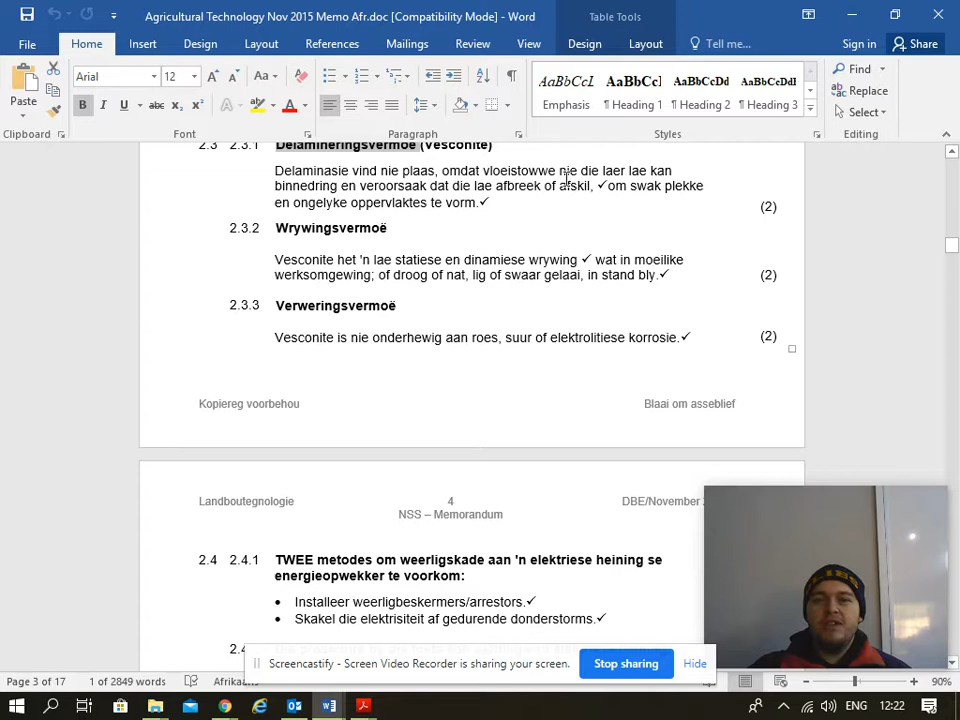 Agricultural Technology Nov 2015 Memo Afr.doc [Compatibility Mode] - Word
Table Tools
File Home Insert Design Layout References Mailings Review View Design Layout Tell me... Sign in Share
Paste
Arial 12 Aa
B I U abc X₂ X² A A
AaBbCcL AaBbCcI AaBbCcDd AaBbCcDdI
Emphasis ¶ Heading 1 ¶ Heading 2 ¶ Heading 3
Find
Replace
Select
Clipboard Font Paragraph Styles Editing
2.3 2.3.1 Delamineringsvermoë (Vesconite)
Delaminasie vind nie plaas, omdat vloeistowwe nie die laer lae kan
binnedring en veroorsaak dat die lae afbreek of afskil, ✓om swak plekke
en ongelyke oppervlaktes te vorm.✓ (2)
2.3.2 Wrywingsvermoë
Vesconite het 'n lae statiese en dinamiese wrywing ✓ wat in moeilike
werksomgewing; of droog of nat, lig of swaar gelaai, in stand bly.✓ (2)
2.3.3 Verweringsvermoë
Vesconite is nie onderhewig aan roes, suur of elektrolitiese korrosie.✓ (2)
Kopiereg voorbehou Blaai om asseblief
Landboutegnologie 4 DBE/November
NSS – Memorandum
2.4 2.4.1 TWEE metodes om weerligskade aan 'n elektriese heining se
energieopwekker te voorkom:
• Installeer weerligbeskermers/arrestors.✓
• Skakel die elektrisiteit af gedurende donderstorms.✓
Screencastify - Screen Video Recorder is sharing your screen. Stop sharing Hide
Page 3 of 17 1 of 2849 words Afrikaans 90%
ENG 12:22